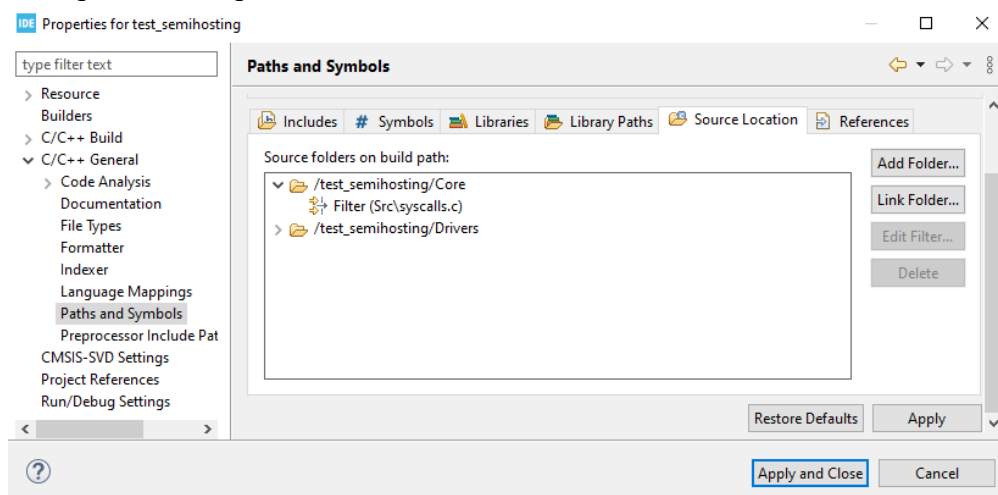 IDE Properties for test_semihosting
type filter text
Resource
Builders
C/C++ Build
C/C++ General
Code Analysis
Documentation
File Types
Formatter
Indexer
Language Mappings
Paths and Symbols
Preprocessor Include Pat
CMSIS-SVD Settings
Project References
Run/Debug Settings
Paths and Symbols
Includes # Symbols Libraries Library Paths Source Location References
Source folders on build path:
/test_semihosting/Core
Filter (Src\syscalls.c)
/test_semihosting/Drivers
Add Folder...
Link Folder...
Edit Filter...
Delete
Restore Defaults Apply
? Apply and Close Cancel